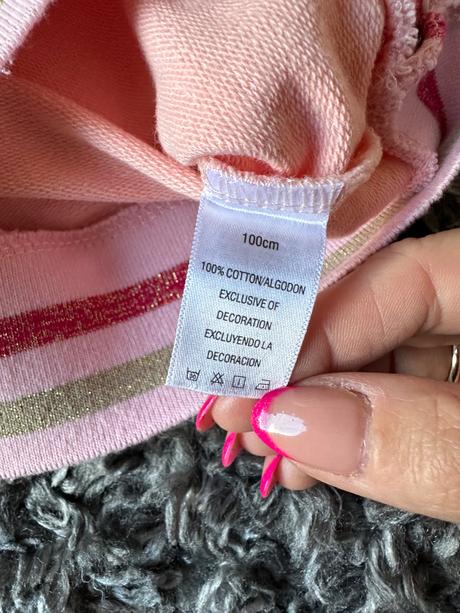 100cm
100% COTTON/ALGODON
EXCLUSIVE OF
DECORATION
EXCLUYENDO LA
DECORACION